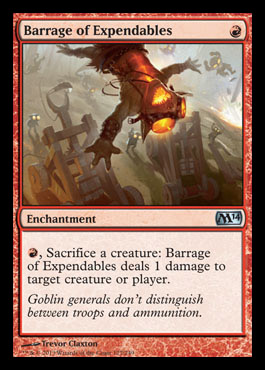 Barrage of Expendables
Enchantment
M14
, Sacrifice a creature: Barrage
of Expendables deals 1 damage to
target creature or player.
Goblin generals don't distinguish
between troops and ammunition.
Trevor Claxton